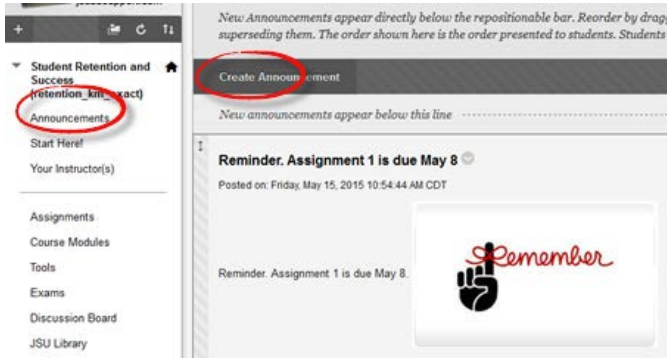 +
Student Retention and
Success
(retention_km_exact)
Announcements
Start Here!
Your Instructor(s)
Assignments
Course Modules
Tools
Exams
Discussion Board
JSU Library
New Announcements appear directly below the repositionable bar. Reorder by drag
superseding them. The order shown here is the order presented to students. Students
Create Announcement
New announcements appear below this line
Reminder. Assignment 1 is due May 8
Posted on: Friday, May 15, 2015 10:54:44 AM CDT
Reminder. Assignment 1 is due May 8.
Remember